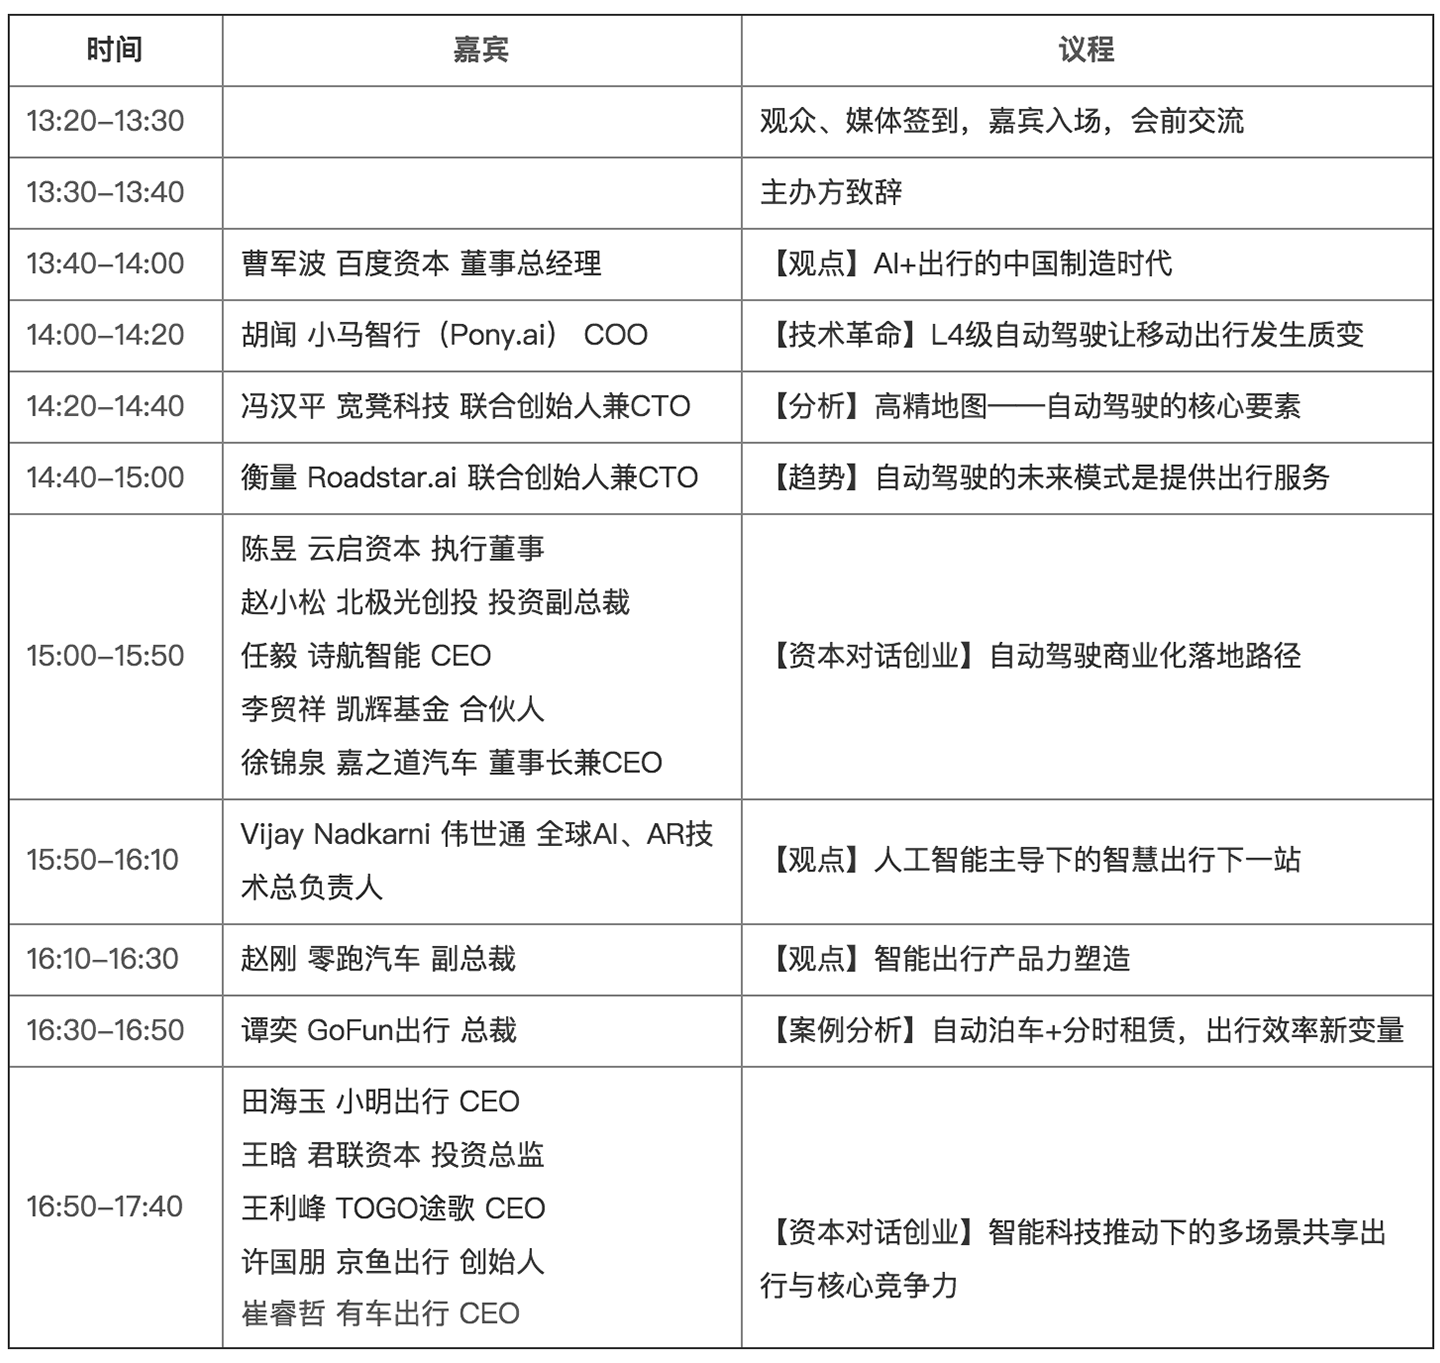 时间 嘉宾 议程
13:20–13:30 观众、媒体签到，嘉宾入场，会前交流
13:30–13:40 主办方致辞
13:40–14:00 曹军波 百度资本 董事总经理 【观点】AI+出行的中国制造时代
14:00–14:20 胡闻 小马智行（Pony.ai） COO 【技术革命】L4级自动驾驶让移动出行发生质变
14:20–14:40 冯汉平 宽凳科技 联合创始人兼CTO 【分析】高精地图——自动驾驶的核心要素
14:40–15:00 衡量 Roadstar.ai 联合创始人兼CTO 【趋势】自动驾驶的未来模式是提供出行服务
15:00–15:50
陈昱 云启资本 执行董事
赵小松 北极光创投 投资副总裁
任毅 诗航智能 CEO
李贸祥 凯辉基金 合伙人
徐锦泉 嘉之道汽车 董事长兼CEO
【资本对话创业】自动驾驶商业化落地路径
15:50–16:10
Vijay Nadkarni 伟世通 全球AI、AR技
术总负责人
【观点】人工智能主导下的智慧出行下一站
16:10–16:30 赵刚 零跑汽车 副总裁 【观点】智能出行产品力塑造
16:30–16:50 谭奕 GoFun出行 总裁 【案例分析】自动泊车+分时租赁，出行效率新变量
16:50–17:40
田海玉 小明出行 CEO
王晗 君联资本 投资总监
王利峰 TOGO途歌 CEO
许国朋 京鱼出行 创始人
崔睿哲 有车出行 CEO
【资本对话创业】智能科技推动下的多场景共享出
行与核心竞争力